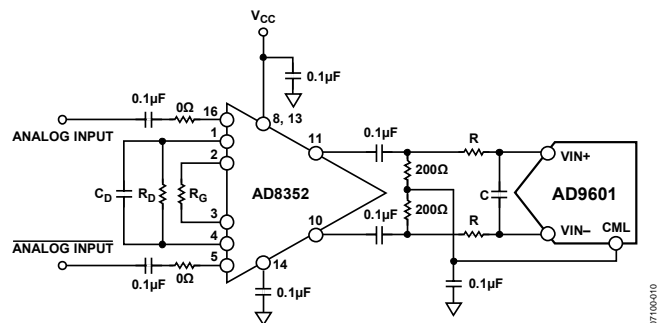 VCC
0.1µF
0.1µF
0Ω
16
8, 13
ANALOG INPUT
1
2
11
0.1µF
R
VIN+
200Ω
CD
RD
RG
AD8352
C
AD9601
200Ω
3
0.1µF
R
VIN–
CML
4
10
ANALOG INPUT
5
14
0.1µF
0Ω
0.1µF
0.1µF
07100-010